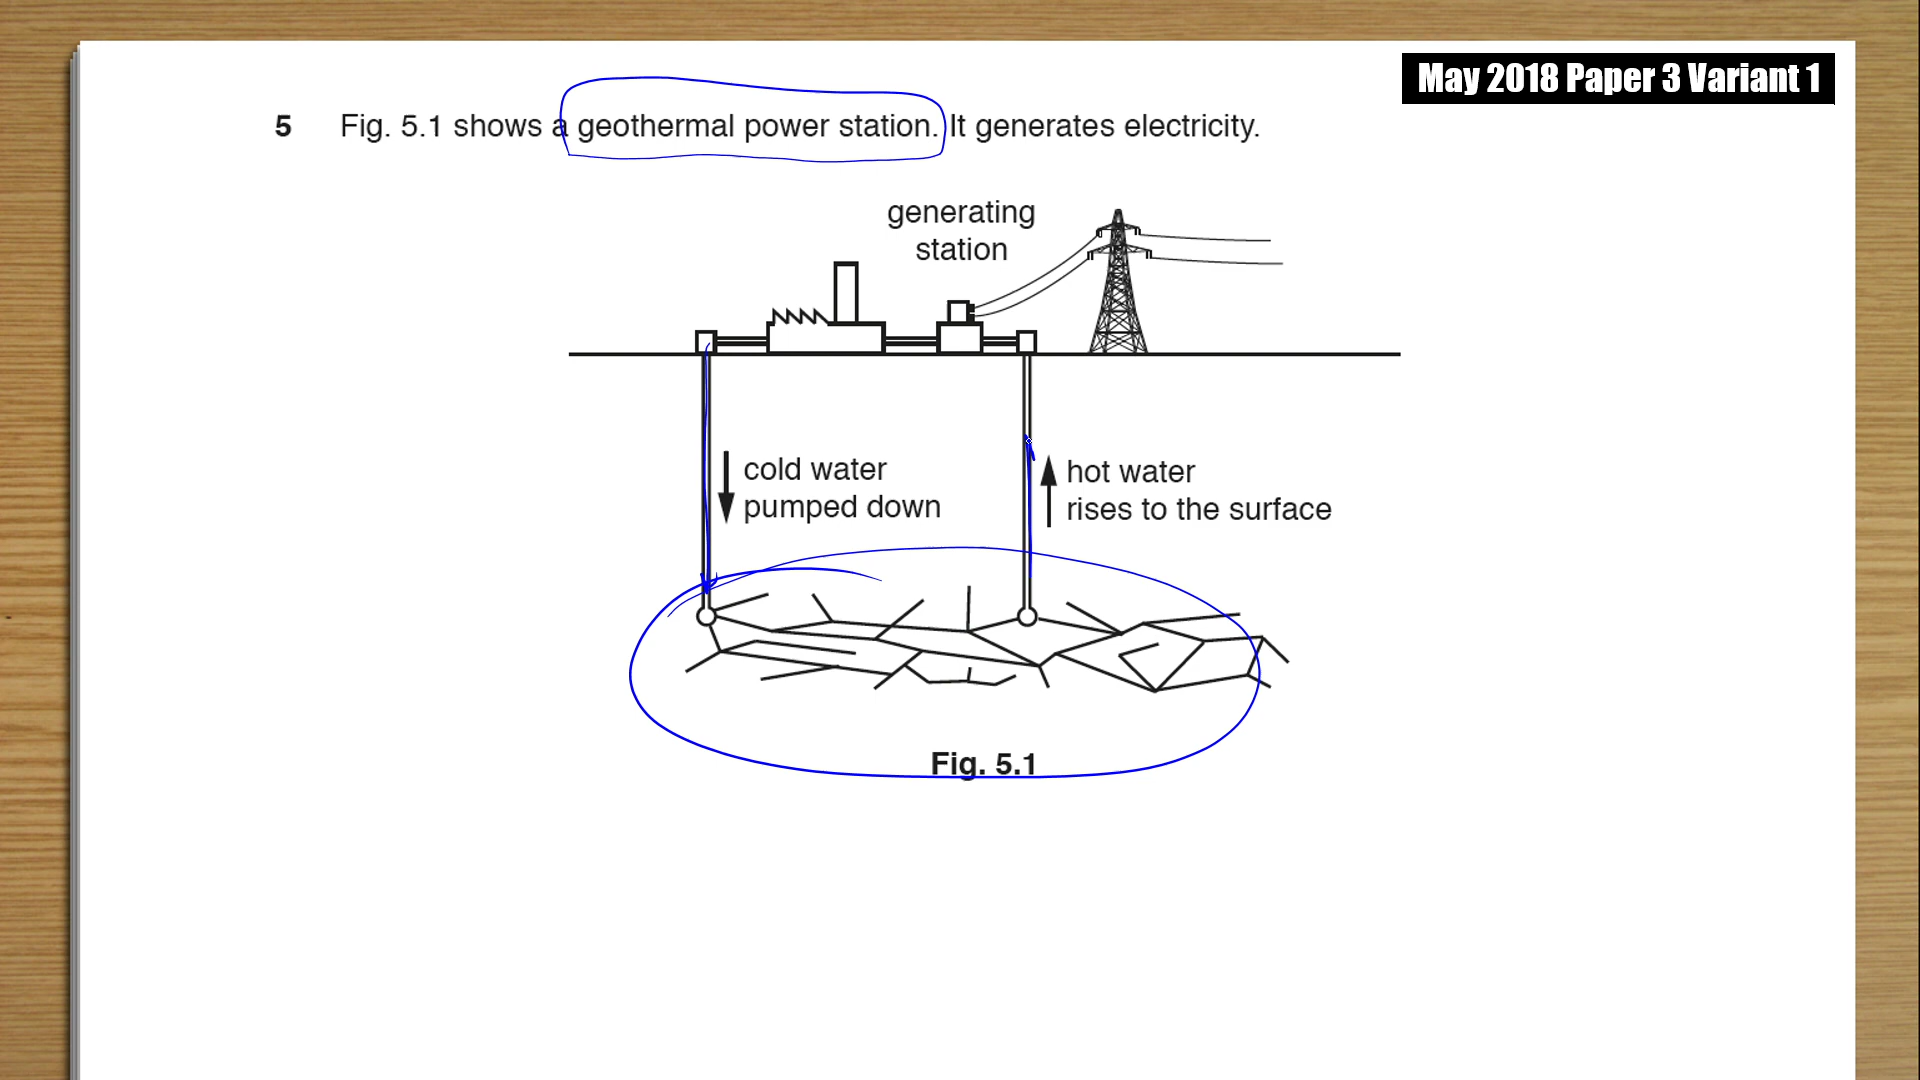 May 2018 Paper 3 Variant 1
5 Fig. 5.1 shows a geothermal power station. It generates electricity.
generating
station
cold water
pumped down
hot water
rises to the surface
Fig. 5.1